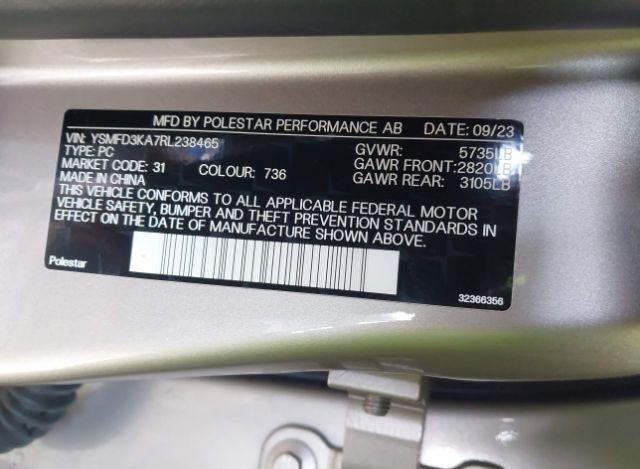 MFD BY POLESTAR PERFORMANCE AB DATE: 09/23
VIN: YSMFD3KA7RL238465 GVWR: 5735LB
TYPE: PC GAWR FRONT:2820LB
MARKET: 31 COLOUR: 736 GAWR REAR: 3105LB
MADE IN CHINA
THIS VEHICLE CONFORMS TO ALL APPLICABLE FEDERAL MOTOR
VEHICLE SAFETY, BUMPER AND THEFT PREVENTION STANDARDS IN
EFFECT ON THE DATE OF MANUFACTURE SHOWN ABOVE.
Polestar 32366356